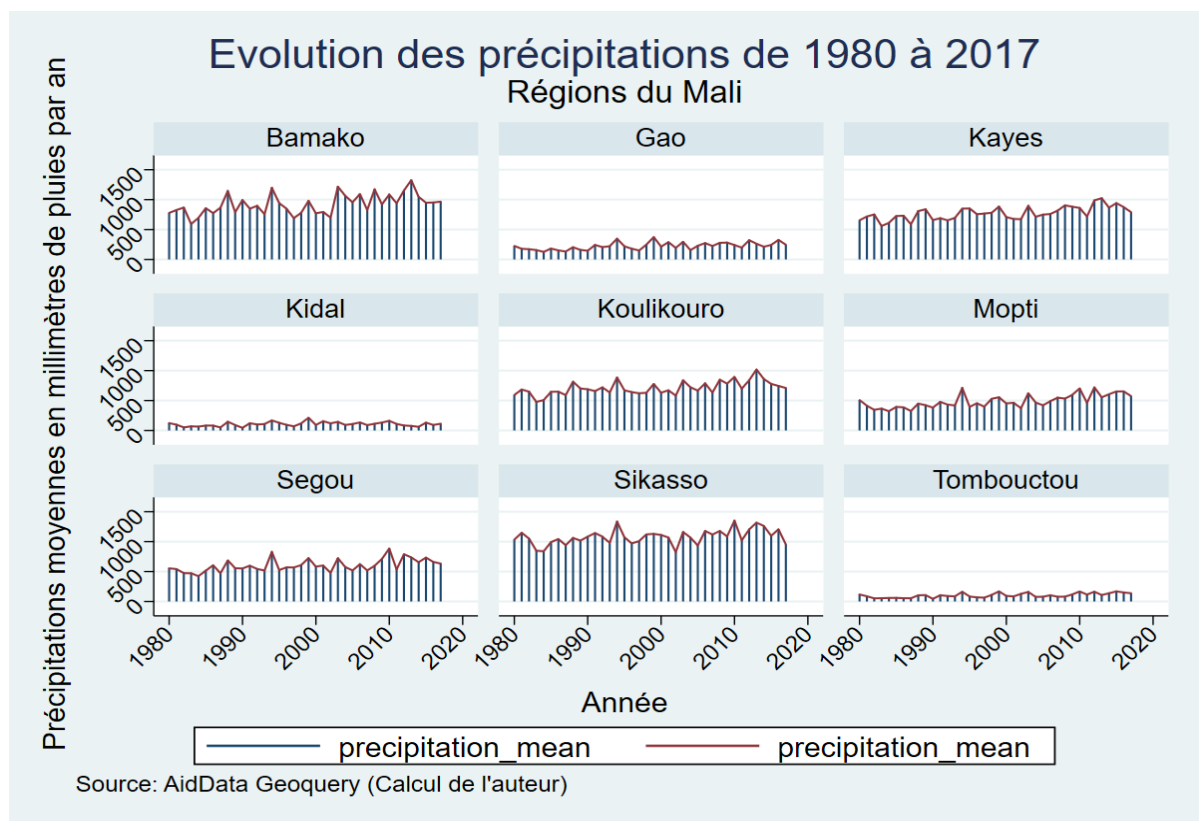 Evolution des précipitations de 1980 à 2017
Régions du Mali
Précipitations moyennes en millimètres de pluies par an
Bamako
Gao
Kayes
1500
1000
500
0
Kidal
Koulikouro
Mopti
1500
1000
500
0
Segou
Sikasso
Tombouctou
1500
1000
500
0
1980 1990 2000 2010 2020
1980 1990 2000 2010 2020
1980 1990 2000 2010 2020
Année
precipitation_mean precipitation_mean
Source: AidData Geoquery (Calcul de l'auteur)